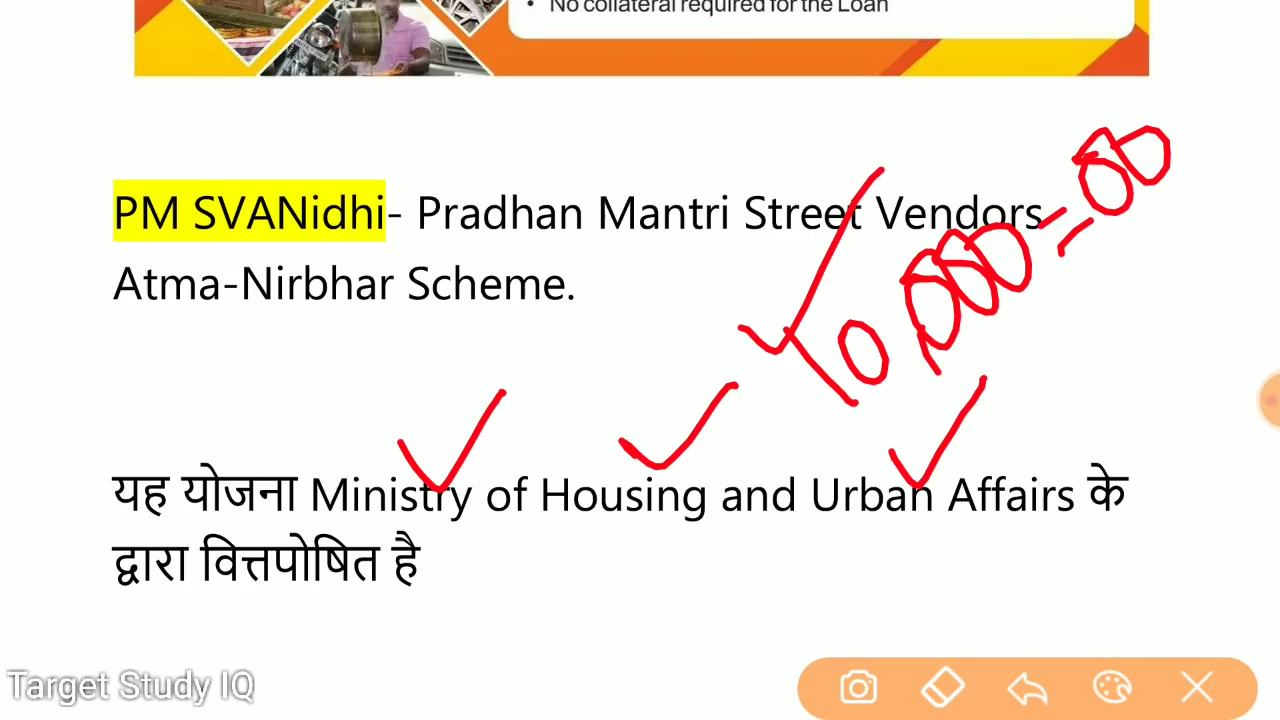 • No collateral required for the Loan
PM SVANidhi- Pradhan Mantri Street Vendors
Atma-Nirbhar Scheme.
10,000=00
यह योजना Ministry of Housing and Urban Affairs के
द्वारा वित्तपोषित है
Target Study IQ